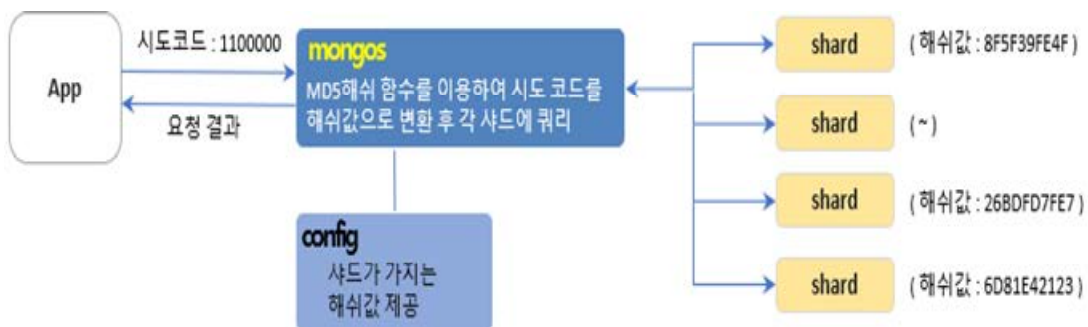 App
시도코드 : 1100000
요청 결과
mongos
MD5해쉬 함수를 이용하여 시도 코드를
해쉬값으로 변환 후 각 샤드에 쿼리
config
샤드가 가지는
해쉬값 제공
shard
( 해쉬값 : 8F5F39FE4F )
shard
( ~ )
shard
( 해쉬값 : 26BDFD7FE7 )
shard
( 해쉬값 : 6D81E42123 )